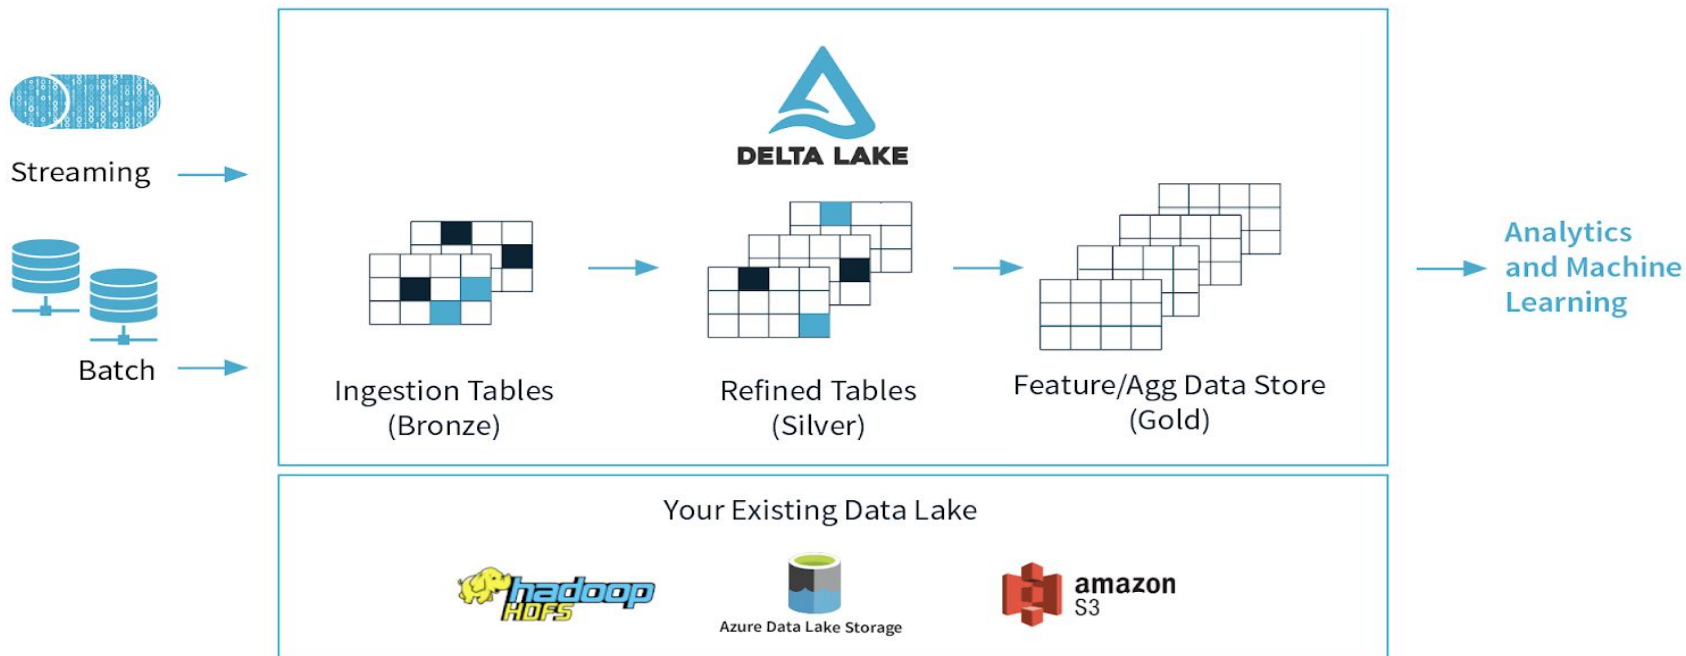 DELTA LAKE
Streaming
Batch
Ingestion Tables
(Bronze)
Refined Tables
(Silver)
Feature/Agg Data Store
(Gold)
Analytics
and Machine
Learning
Your Existing Data Lake
hadoop
HDFS
Azure Data Lake Storage
amazon
S3